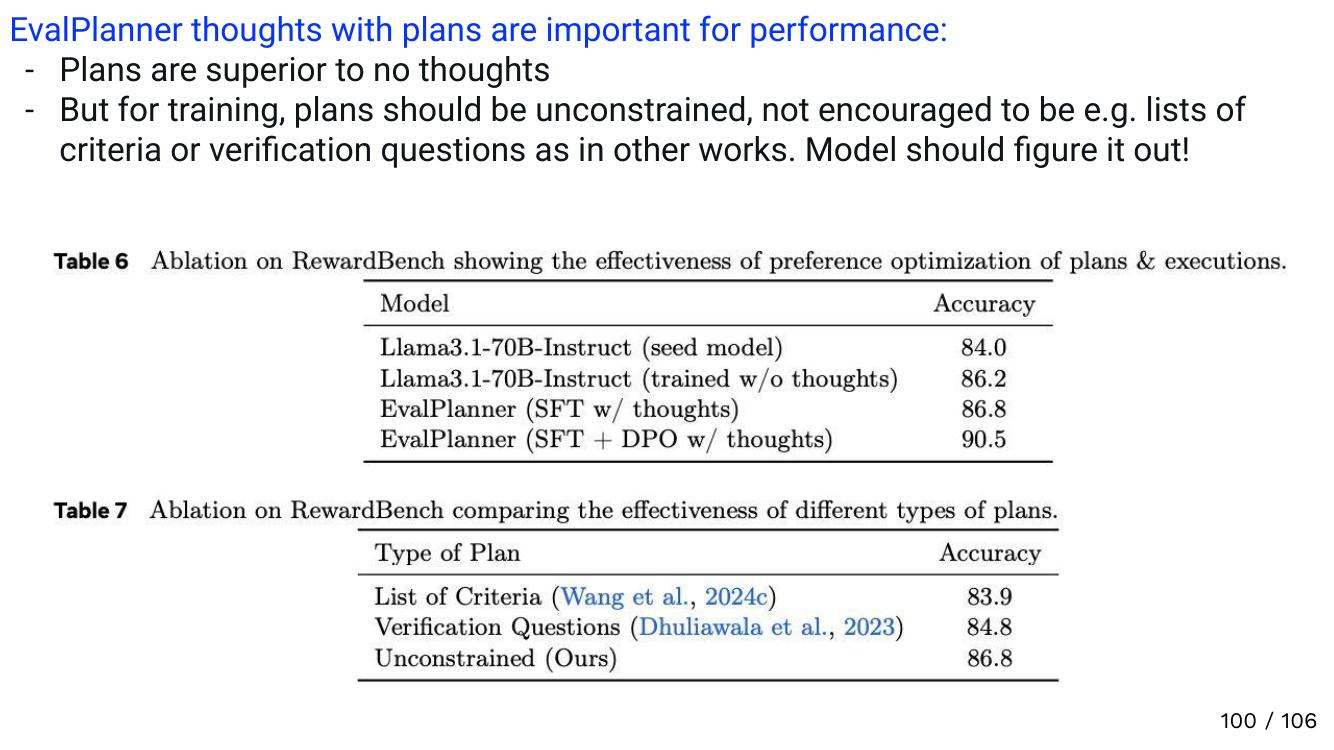 EvalPlanner thoughts with plans are important for performance:
- Plans are superior to no thoughts
- But for training, plans should be unconstrained, not encouraged to be e.g. lists of
criteria or verification questions as in other works. Model should figure it out!
Table 6 Ablation on RewardBench showing the effectiveness of preference optimization of plans & executions.
Model Accuracy
Llama3.1-70B-Instruct (seed model) 84.0
Llama3.1-70B-Instruct (trained w/o thoughts) 86.2
EvalPlanner (SFT w/ thoughts) 86.8
EvalPlanner (SFT + DPO w/ thoughts) 90.5
Table 7 Ablation on RewardBench comparing the effectiveness of different types of plans.
Type of Plan Accuracy
List of Criteria (Wang et al., 2024c) 83.9
Verification Questions (Dhuliawala et al., 2023) 84.8
Unconstrained (Ours) 86.8
100 / 106